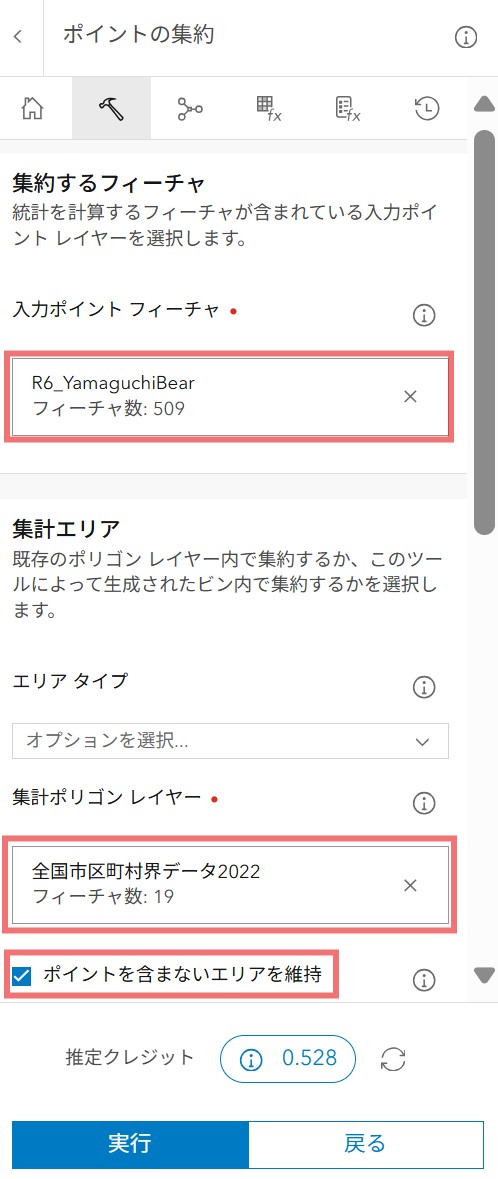 ポイントの集約
集約するフィーチャ
統計を計算するフィーチャが含まれている入力ポイ
ント レイヤーを選択します。
入力ポイント フィーチャ
R6_YamaguchiBear
フィーチャ数: 509
集計エリア
既存のポリゴン レイヤー内で集約するか、このツー
ルによって生成されたビン内で集約するかを選択し
ます。
エリア タイプ
オプションを選択...
集計ポリゴン レイヤー
全国市区町村界データ2022
フィーチャ数: 19
ポイントを含まないエリアを維持
推定クレジット 0.528
実行 戻る